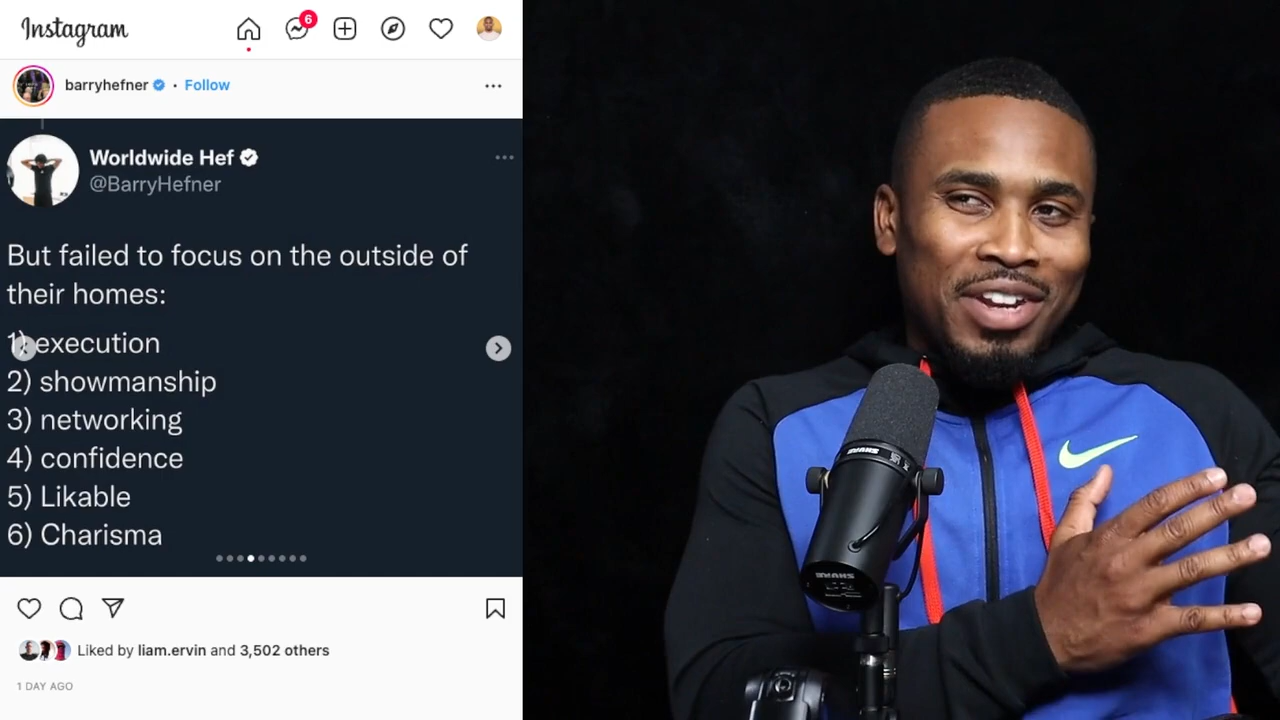 Instagram
6
barryhefner • Follow
Worldwide Hef
@BarryHefner
But failed to focus on the outside of
their homes:
1) execution
2) showmanship
3) networking
4) confidence
5) Likable
6) Charisma
Liked by liam.ervin and 3,502 others
1 DAY AGO
SHURE
SHURE